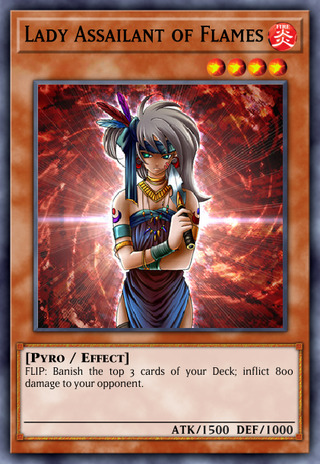 Lady Assailant of Flames
FIRE
炎
[Pyro / Effect]
FLIP: Banish the top 3 cards of your Deck; inflict 800
damage to your opponent.
ATK/1500 DEF/1000